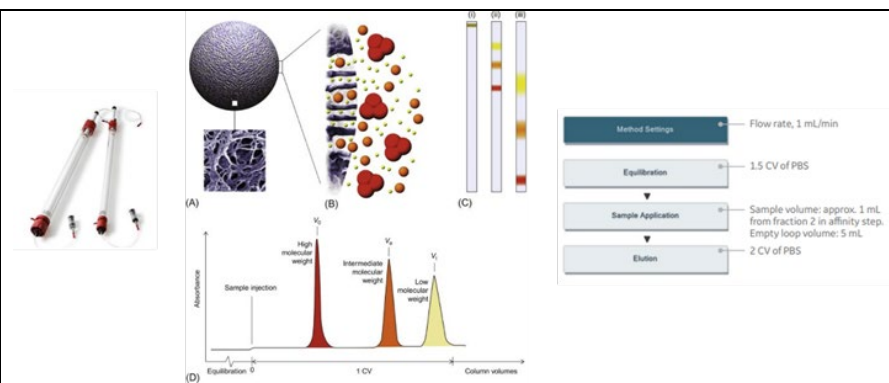 (i)
(ii)
(iii)
(A)
(B)
(C)
V0
High
molecular
weight
Ve
Intermediate
molecular
weight
Vt
Low
molecular
weight
Sample injection
Absorbance
Equilibration
0
1 CV
Column volumes
(D)
Method Settings
Flow rate, 1 mL/min
Equilibration
1.5 CV of PBS
Sample Application
Sample volume: approx. 1 mL
from fraction 2 in affinity step.
Empty loop volume: 5 mL
Elution
2 CV of PBS